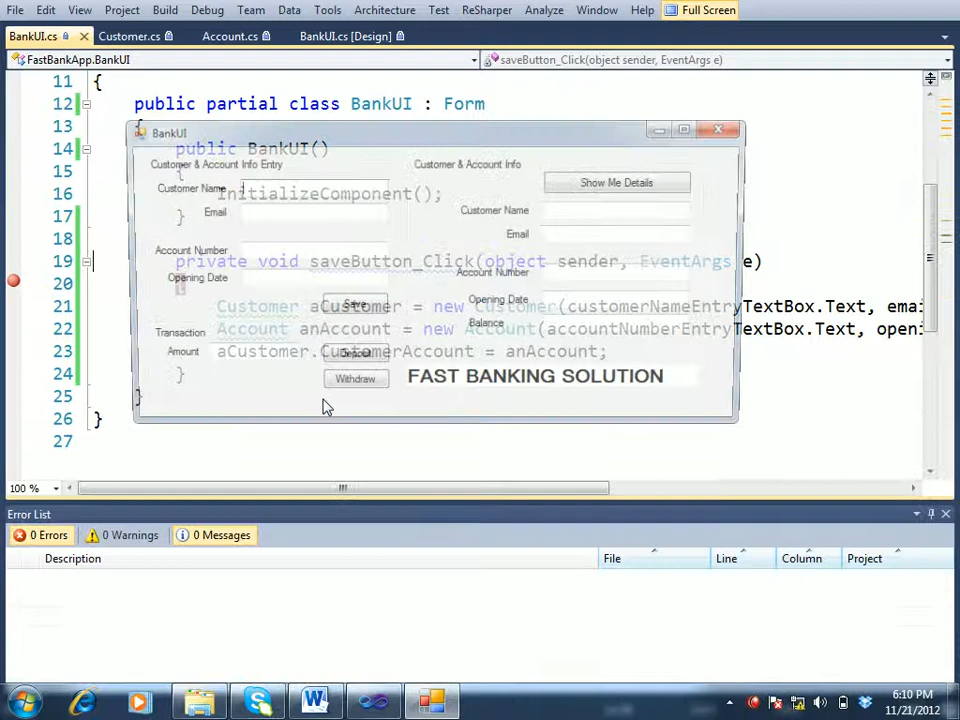 File Edit View Project Build Debug Team Data Tools Architecture Test ReSharper Analyze Window Help Full Screen
BankUI.cs Customer.cs Account.cs BankUI.cs [Design]
FastBankApp.BankUI saveButton_Click(object sender, EventArgs e)
11 {
12 public partial class BankUI : Form
13 {
BankUI
14 public BankUI()
Customer & Account Info Entry Customer & Account Info
15 {
Show Me Details
Customer Name
16 InitializeComponent();
Email Customer Name
17 }
Email
18
Account Number
19 private void saveButton_Click(object sender, EventArgs e)
Account Number
Opening Date
20 {
Opening Date
Save
21 Customer aCustomer = new Customer(customerNameEntryTextBox.Text, emai
Balance
22 Account anAccount = new Account(accountNumberEntryTextBox.Text, openi
Transaction
Amount Deposit
23 aCustomer.CustomerAccount = anAccount;
24 }
Withdraw FAST BANKING SOLUTION
25 }
26 }
27
100 %
Error List
0 Errors 0 Warnings 0 Messages
Description File Line Column Project
6:10 PM
11/21/2012